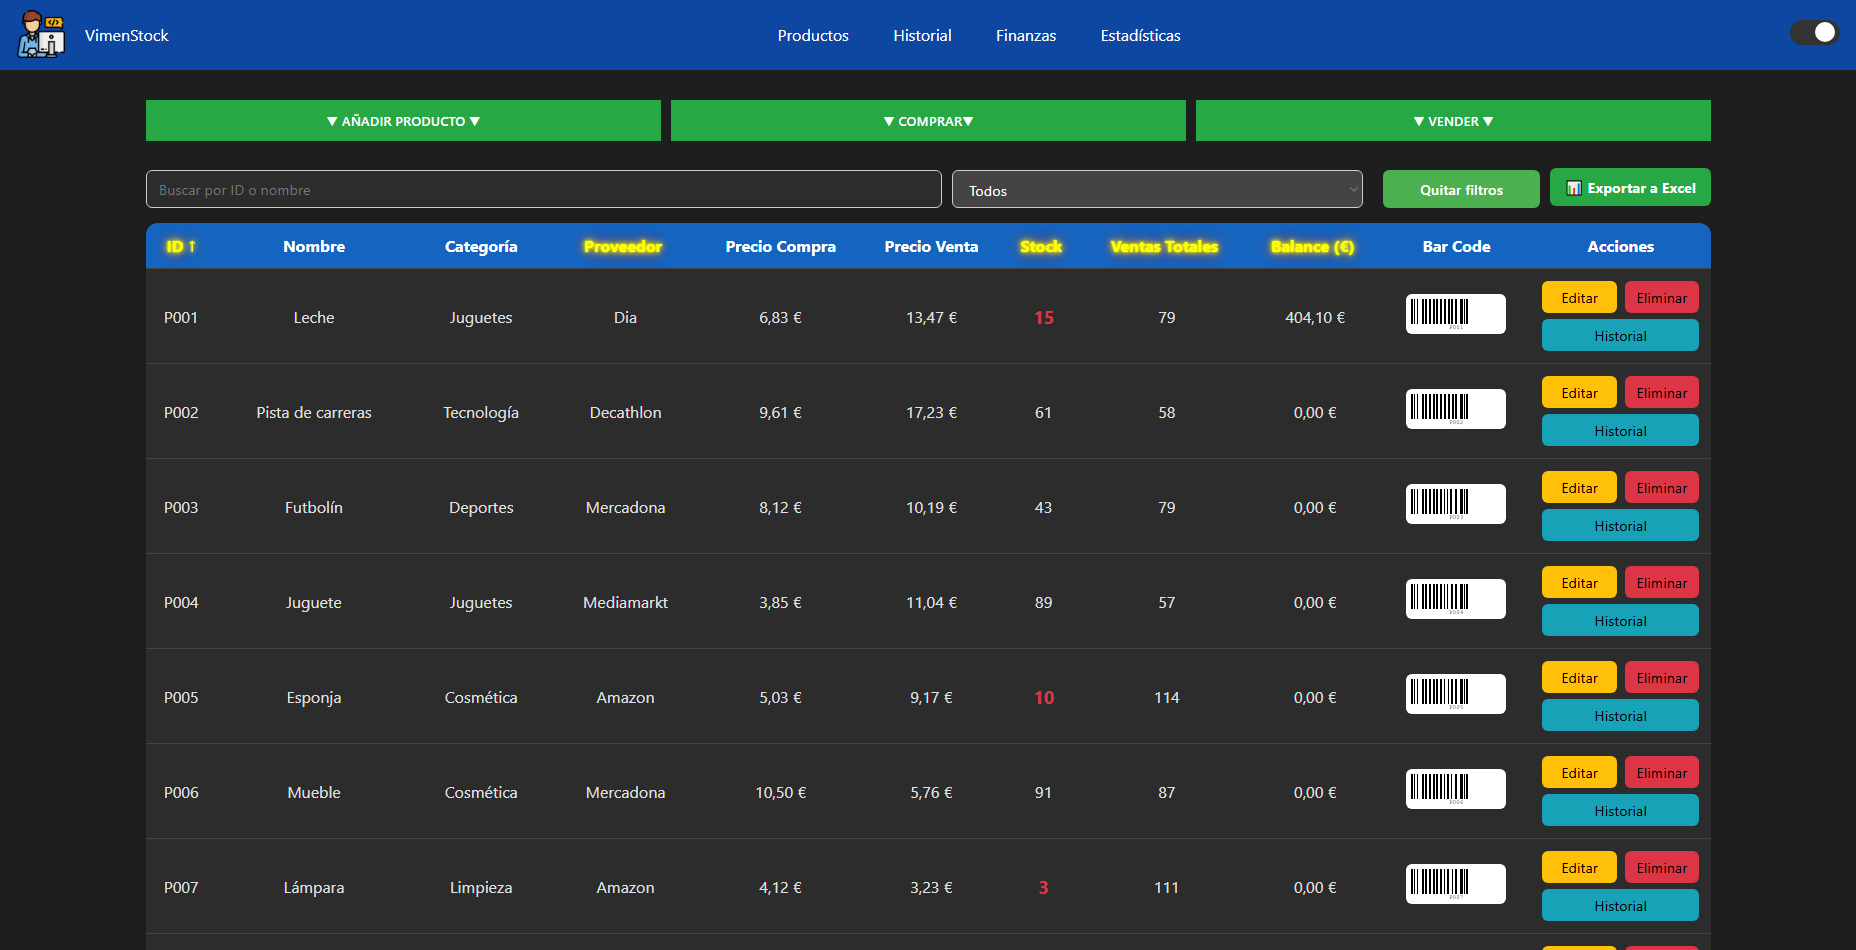 VimenStock Productos Historial Finanzas Estadísticas
▼ AÑADIR PRODUCTO ▼ ▼ COMPRAR▼ ▼ VENDER ▼
Buscar por ID o nombre Todos Quitar filtros Exportar a Excel
ID ↑ Nombre Categoría Proveedor Precio Compra Precio Venta Stock Ventas Totales Balance (€) Bar Code Acciones
P001 Leche Juguetes Dia 6,83 € 13,47 € 15 79 404,10 € P001 Editar Eliminar
Historial
P002 Pista de carreras Tecnología Decathlon 9,61 € 17,23 € 61 58 0,00 € P002 Editar Eliminar
Historial
P003 Futbolín Deportes Mercadona 8,12 € 10,19 € 43 79 0,00 € P003 Editar Eliminar
Historial
P004 Juguete Juguetes Mediamarkt 3,85 € 11,04 € 89 57 0,00 € P004 Editar Eliminar
Historial
P005 Esponja Cosmética Amazon 5,03 € 9,17 € 10 114 0,00 € P005 Editar Eliminar
Historial
P006 Mueble Cosmética Mercadona 10,50 € 5,76 € 91 87 0,00 € P006 Editar Eliminar
Historial
P007 Lámpara Limpieza Amazon 4,12 € 3,23 € 3 111 0,00 € P007 Editar Eliminar
Historial